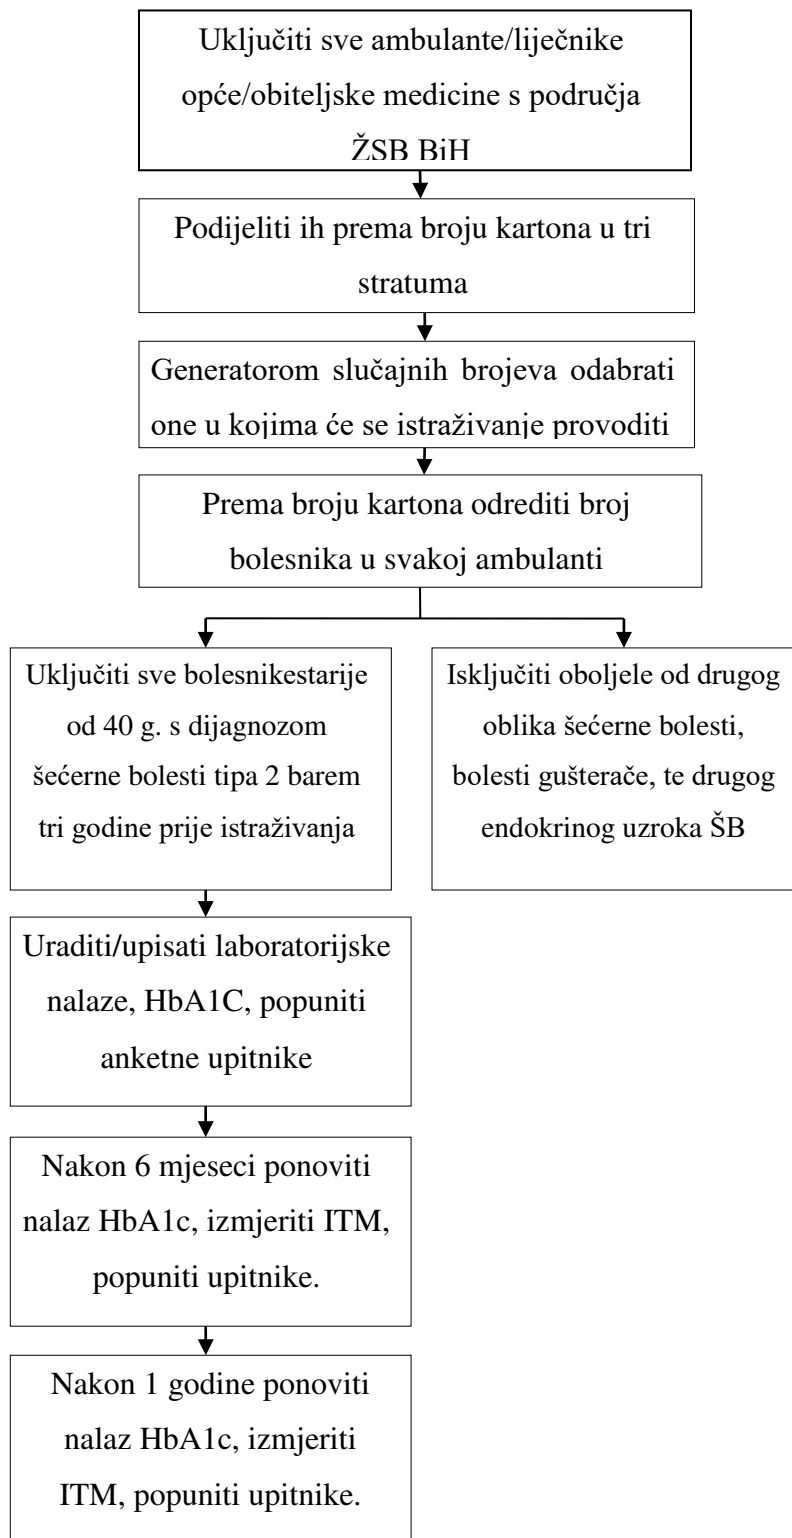 Uključiti sve ambulante/liječnike
opće/obiteljske medicine s područja
ŽSB BiH
Podijeliti ih prema broju kartona u tri
stratuma
Generatorom slučajnih brojeva odabrati
one u kojima će se istraživanje provoditi
Prema broju kartona odrediti broj
bolesnika u svakoj ambulanti
Uključiti sve bolesnikestarije
od 40 g. s dijagnozom
šećerne bolesti tipa 2 barem
tri godine prije istraživanja
Isključiti oboljele od drugog
oblika šećerne bolesti,
bolesti gušterače, te drugog
endokrinog uzroka ŠB
Uraditi/upisati laboratorijske
nalaze, HbA1C, popuniti
anketne upitnike
Nakon 6 mjeseci ponoviti
nalaz HbA1c, izmjeriti ITM,
popuniti upitnike.
Nakon 1 godine ponoviti
nalaz HbA1c, izmjeriti
ITM, popuniti upitnike.